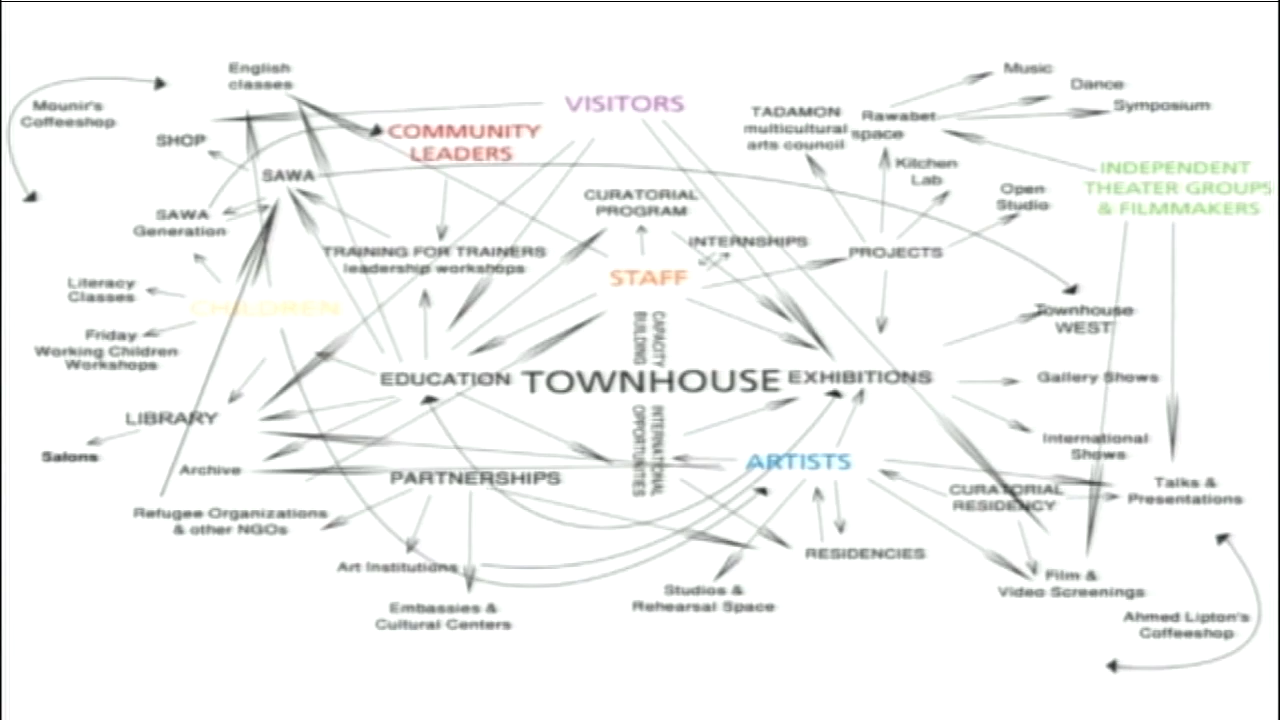 English
classes
Mounir's
Coffeeshop
SHOP
VISITORS
COMMUNITY
LEADERS
Music
Dance
Symposium
TADAMON
multicultural
arts council
Rawabet
space
Kitchen
Lab
INDEPENDENT
THEATER GROUPS
& FILMMAKERS
Open
Studio
SAWA
SAWA
Generation
CURATORIAL
PROGRAM
TRAINING FOR TRAINERS
leadership workshops
INTERNSHIPS
PROJECTS
STAFF
Literacy
Classes
CHILDREN
Friday
Working Children
Workshops
Townhouse
WEST
CAPACITY
BUILDING
EDUCATION
TOWNHOUSE
EXHIBITIONS
Gallery Shows
INTERNATIONAL
OPPORTUNITIES
LIBRARY
Salons
International
Shows
Archive
PARTNERSHIPS
ARTISTS
CURATORIAL
RESIDENCY
Talks &
Presentations
Refugee Organizations
& other NGOs
RESIDENCIES
Art Institutions
Studios &
Rehearsal Space
Film &
Video Screenings
Embassies &
Cultural Centers
Ahmed Lipton's
Coffeeshop